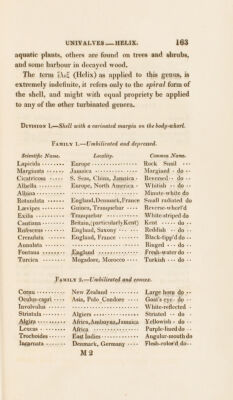 UNIVALVES.—HELIX. 163
aquatic plants, others are found on trees and shrubs,
and some harbour in decayed wood.
The term ἑλιξ (Helix) as applied to this genus, is
extremely indefinite, it refers only to the spiral form of
the shell, and might with equal propriety be applied
to any of the other turbinated genera.
Division I.—Shell with a carinated margin on the body-whorl.
Family 1.—Umbilicated and depressed.
Scientific Name. Locality. Common Name.
Lapicida Europe Rock Snail
Marginata Jamaica Margined do
Cicatricosa S. Seas, China, Jamaica Reversed do
Albella Europe, North America Whitish do
Albina Minute-white do
Rotundata England, Denmark, France Small radiated do
Lævipes Guinea, Tranquebar Reverse-whorl'd
Exilis Tranquebar White-striped do
Cantiana Britain, (particularly Kent) Kent do
Rufescens England, Saxony Reddish do
Crenulata England, France Black-tipp'd do
Annulata Ringed do
Fontana England Fresh-water do
Turcica Mogadore, Morocco Turkish do
Family 2.—Umbilicated and convex.
Cornu New Zealand Large horn do
Oculus-capri Asia, Polo Condore Goat's eye do
Involvulus White-reflected
Striatula Algiers Striated do
Algira Africa, Amboyna, Jamaica Yellowish do
Leucas Africa Purple-lined do
Trochoides East Indies Angular-mouth do
Incarnata Denmark, Germany Flesh-color'd do
M 2